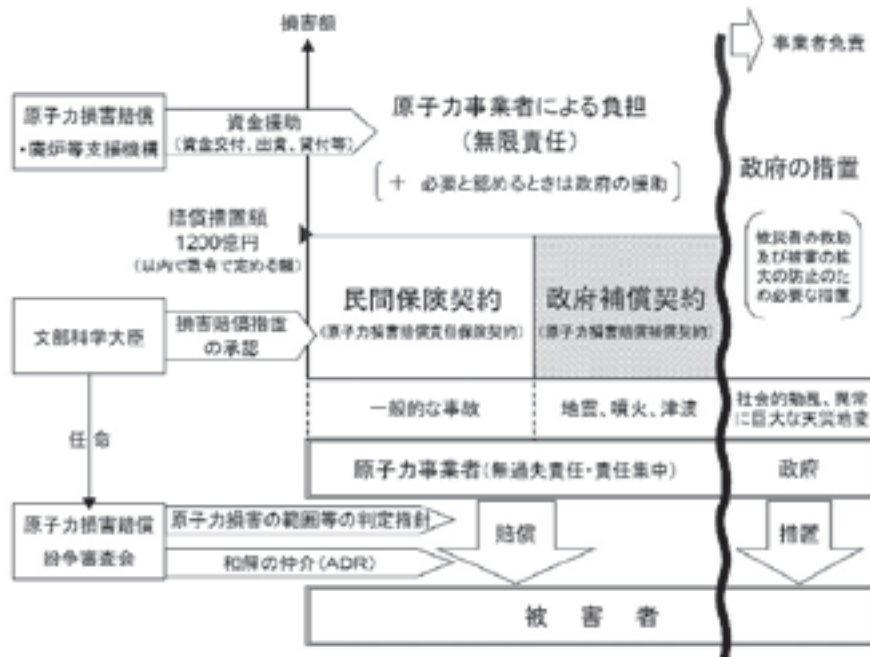 損害額
事業者免責
原子力損害賠償
・廃炉等支援機構
資金援助
(資金交付、出資、貸付等)
原子力事業者による負担
(無限責任)
＋ 必要と認めるときは政府の援助
政府の措置
被災者の救助
及び被害の拡
大の防止のた
め必要な措置
賠償措置額
1200億円
(以内で政令で定める額)
民間保険契約
(原子力損害賠償責任保険契約)
政府補償契約
(原子力損害賠償補償契約)
文部科学大臣
損害賠償措置
の承認
一般的な事故
地震、噴火、津波
社会的動乱、異常
に巨大な天災地変
任命
原子力事業者(無過失責任・責任集中)
政府
原子力損害賠償
紛争審査会
原子力損害の範囲等の判定指針
和解の仲介(ADR)
賠償
措置
被害者